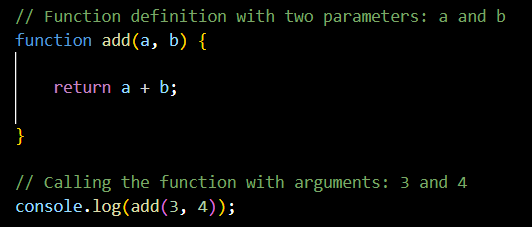 // Function definition with two parameters: a and b
function add(a, b) {
return a + b;
}
// Calling the function with arguments: 3 and 4
console.log(add(3, 4));